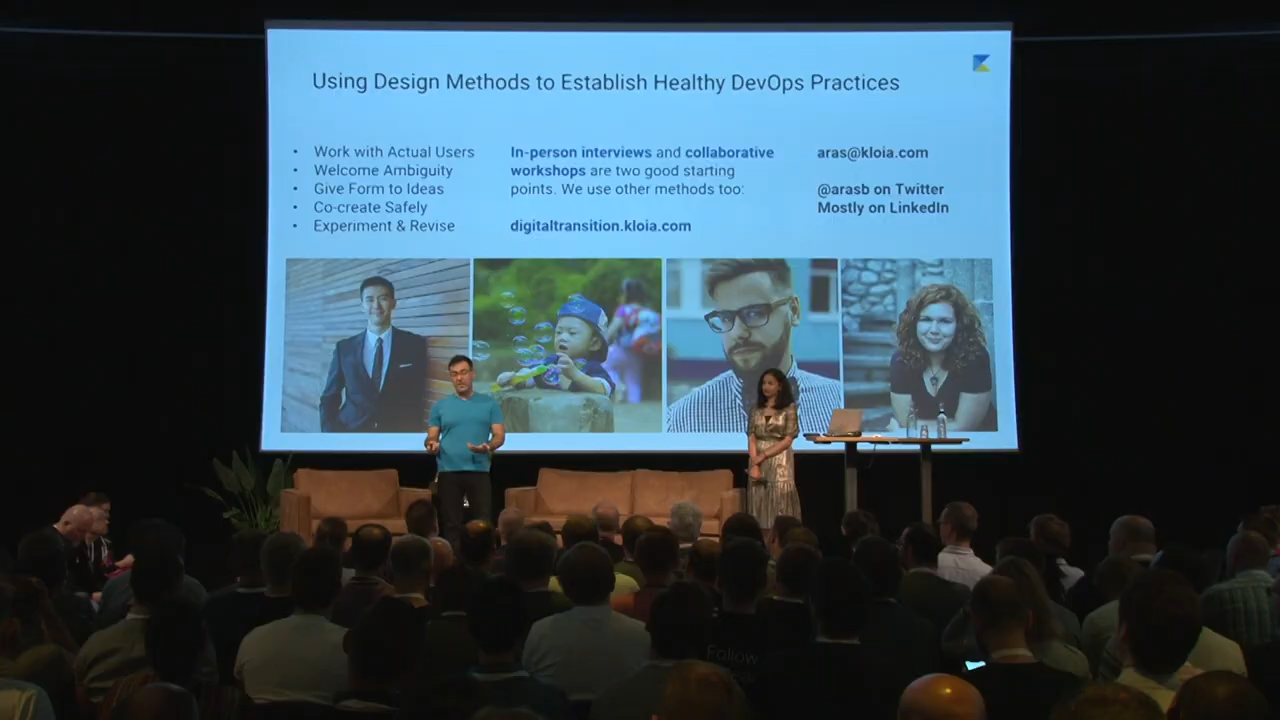 Using Design Methods to Establish Healthy DevOps Practices
• Work with Actual Users
• Welcome Ambiguity
• Give Form to Ideas
• Co-create Safely
• Experiment & Revise
In-person interviews and collaborative
workshops are two good starting
points. We use other methods too:
digitaltransition.kloia.com
aras@kloia.com
@arasb on Twitter
Mostly on LinkedIn
Follow